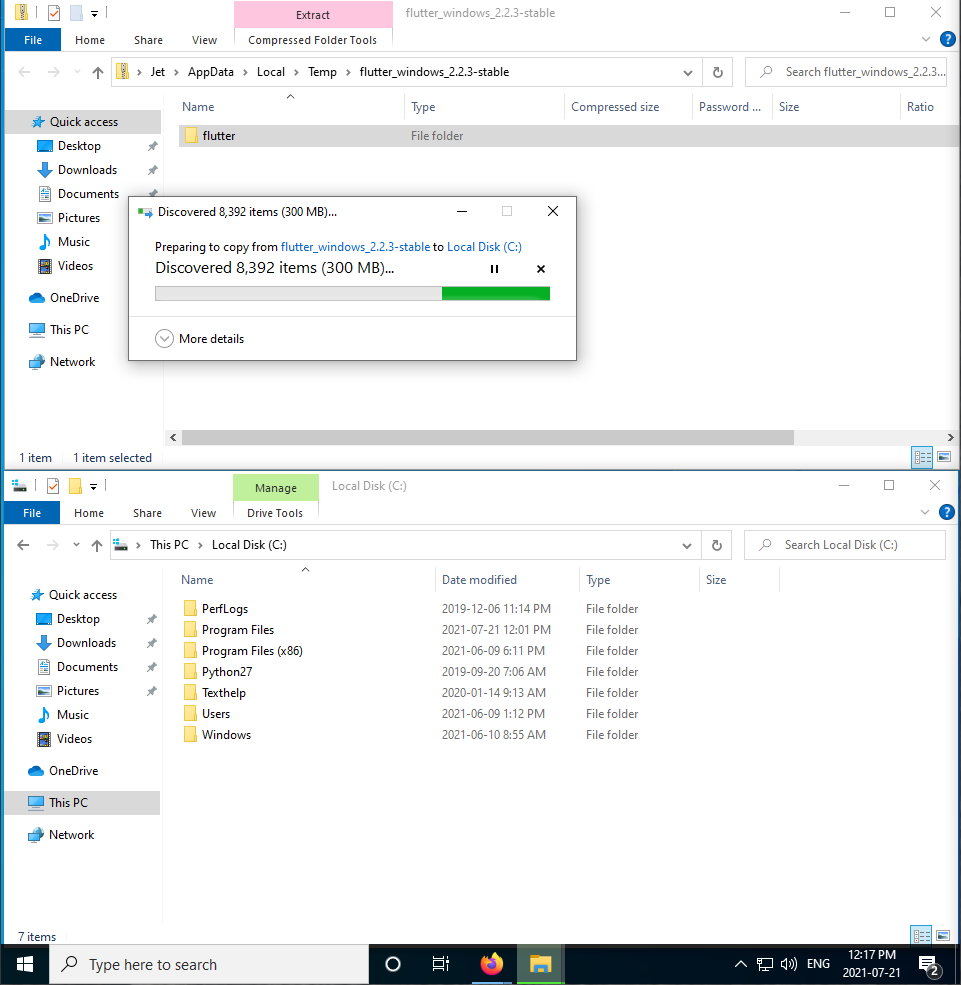 Extract flutter_windows_2.2.3-stable
File Home Share View Compressed Folder Tools
Jet AppData Local Temp flutter_windows_2.2.3-stable Search flutter_windows_2.2.3...
Name Type Compressed size Password ... Size Ratio
Quick access
flutter File folder
Desktop
Downloads
Documents
Pictures
Music
Videos
OneDrive
This PC
Network
Discovered 8,392 items (300 MB)...
Preparing to copy from flutter_windows_2.2.3-stable to Local Disk (C:)
Discovered 8,392 items (300 MB)...
More details
1 item 1 item selected
Manage Local Disk (C:)
File Home Share View Drive Tools
This PC Local Disk (C:) Search Local Disk (C:)
Name Date modified Type Size
Quick access
Desktop
Downloads
Documents
Pictures
Music
Videos
OneDrive
This PC
Network
PerfLogs 2019-12-06 11:14 PM File folder
Program Files 2021-07-21 12:01 PM File folder
Program Files (x86) 2021-06-09 6:11 PM File folder
Python27 2019-09-20 7:06 AM File folder
Texthelp 2020-01-14 9:13 AM File folder
Users 2021-06-09 1:12 PM File folder
Windows 2021-06-10 8:55 AM File folder
7 items
Type here to search
ENG
12:17 PM
2021-07-21
2